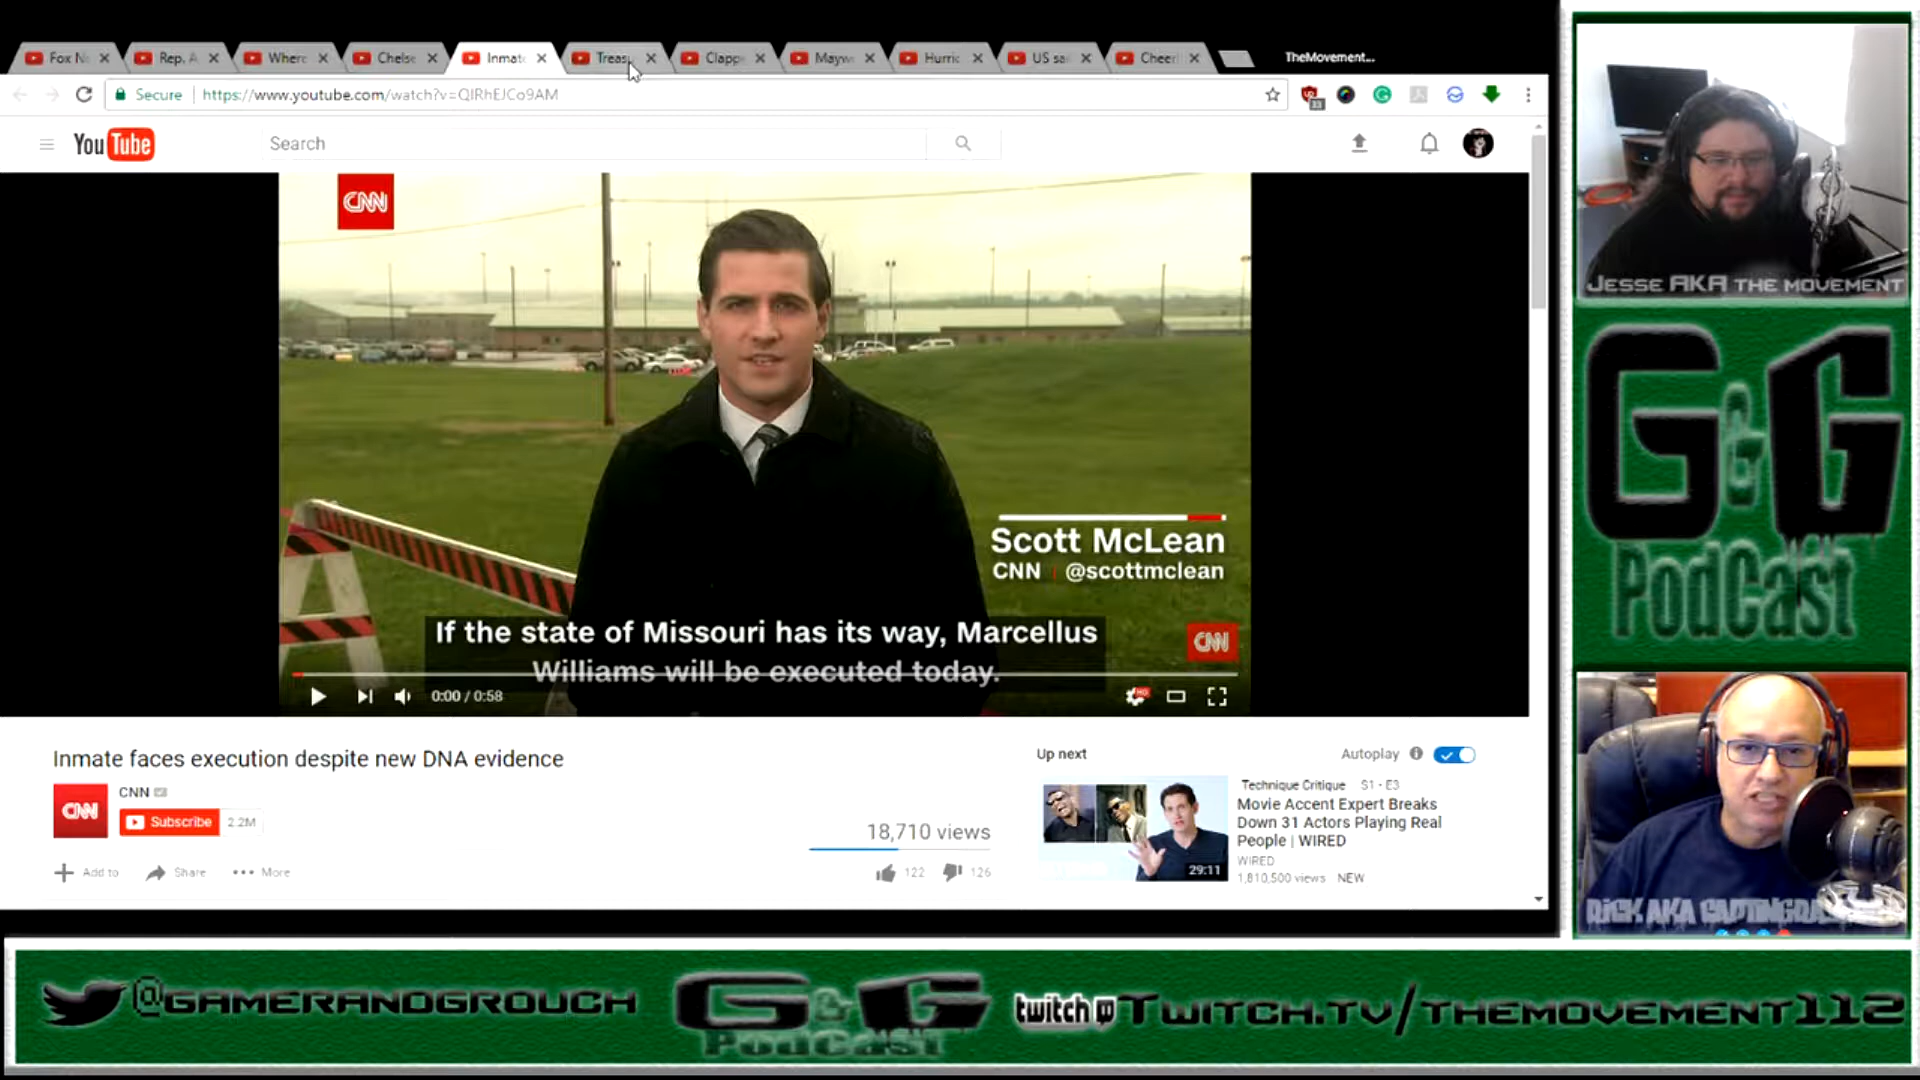 Fox N
Rep. A
Where
Chelse
Inmat
Treas
Clapp
Mayw
Hurric
US sai
Cheer
TheMovement...
Secure
https://www.youtube.com/watch?v=QIRhEJCo9AM
33
YouTube
Search
CNN
Scott McLean
CNN @scottmclean
If the state of Missouri has its way, Marcellus
Williams will be executed today.
CNN
0:00 / 0:58
HD
Inmate faces execution despite new DNA evidence
CNN
CNN
Subscribe 2.2M
18,710 views
Add to Share More
122 126
Up next
Autoplay
Technique Critique S1 • E3
Movie Accent Expert Breaks
Down 31 Actors Playing Real
People | WIRED
WIRED
1,810,500 views NEW
29:11
Jesse AKA the movement
G&G
PodCast
Rick AKA
@gamerandgrouch
G&G
PodCast
twitch
Twitch.tv/themovement112